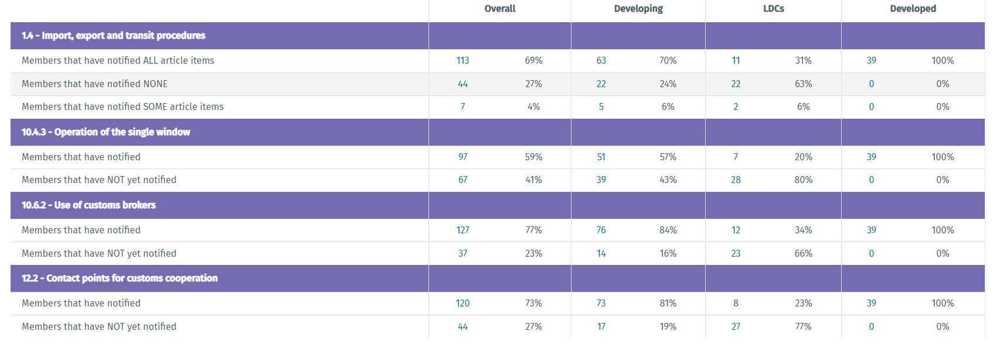 Overall Developing LDCs Developed
1.4 - Import, export and transit procedures
Members that have notified ALL article items 113 69% 63 70% 11 31% 39 100%
Members that have notified NONE 44 27% 22 24% 22 63% 0 0%
Members that have notified SOME article items 7 4% 5 6% 2 6% 0 0%
10.4.3 - Operation of the single window
Members that have notified 97 59% 51 57% 7 20% 39 100%
Members that have NOT yet notified 67 41% 39 43% 28 80% 0 0%
10.6.2 - Use of customs brokers
Members that have notified 127 77% 76 84% 12 34% 39 100%
Members that have NOT yet notified 37 23% 14 16% 23 66% 0 0%
12.2 - Contact points for customs cooperation
Members that have notified 120 73% 73 81% 8 23% 39 100%
Members that have NOT yet notified 44 27% 17 19% 27 77% 0 0%